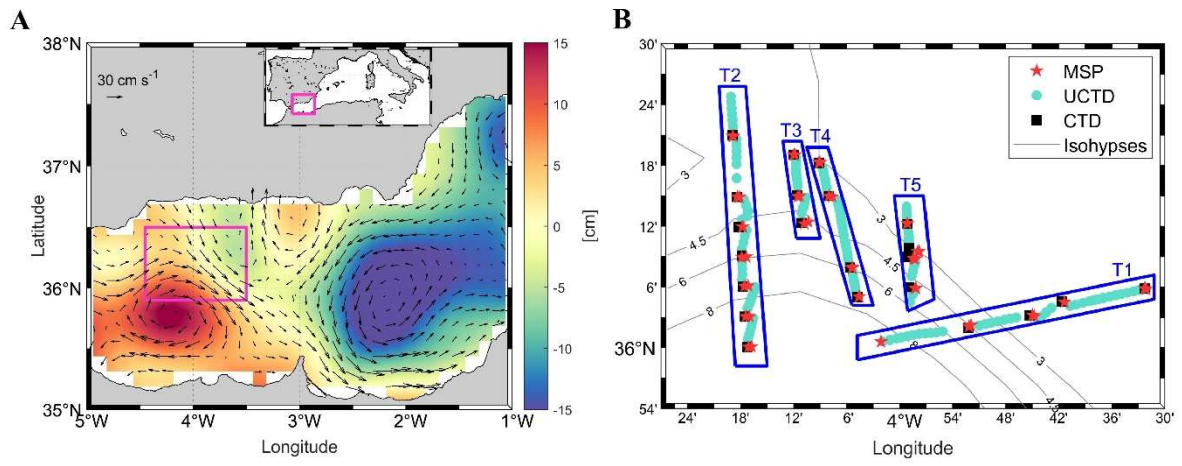 A
38°N
37°N
36°N
35°N
Latitude
30 cm s⁻¹
5°W
4°W
3°W
2°W
1°W
Longitude
15
10
5
0
-5
-10
-15
[cm]
B
30'
24'
18'
12'
6'
36°N
54'
T2
T3
T4
T5
T1
MSP
UCTD
CTD
Isohypses
3
4.5
6
8
3
4.5
6
8
3
4.5
24'
18'
12'
6'
4°W
54'
48'
42'
36'
30'
Longitude